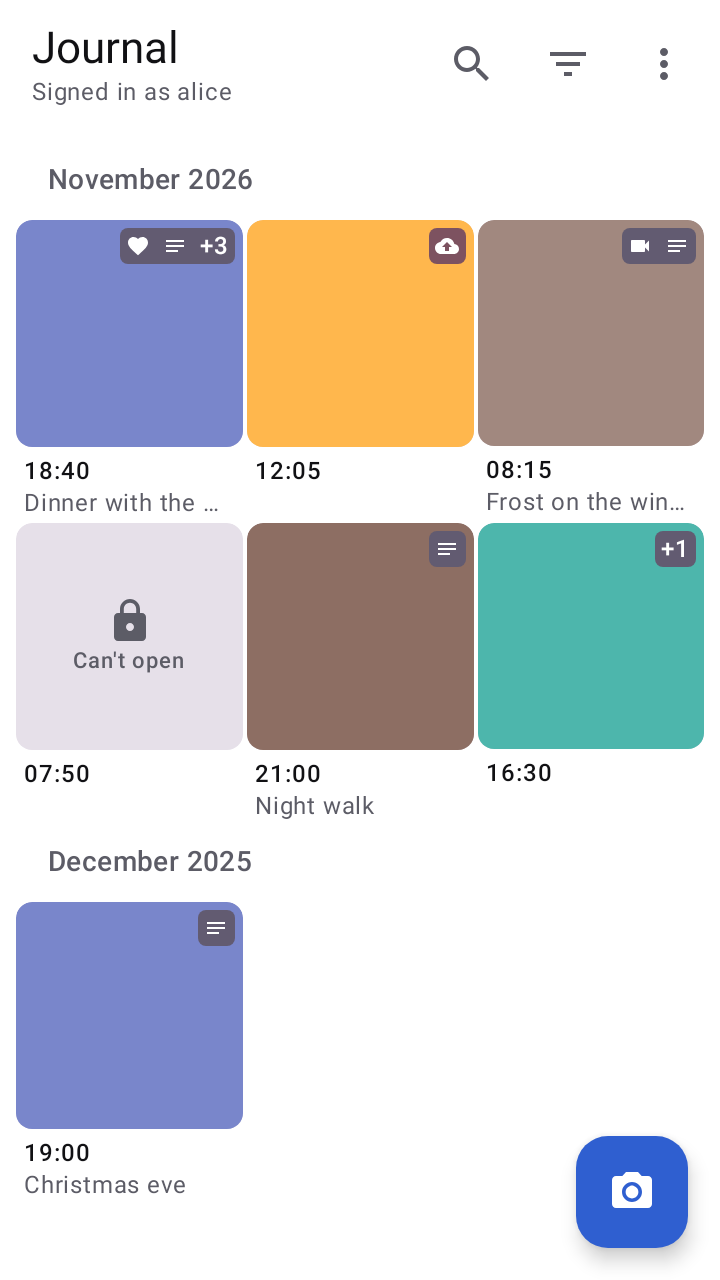 Journal
Signed in as alice
November 2026
+3
18:40
Dinner with the …
12:05
08:15
Frost on the win…
Can't open
07:50
21:00
Night walk
+1
16:30
December 2025
19:00
Christmas eve